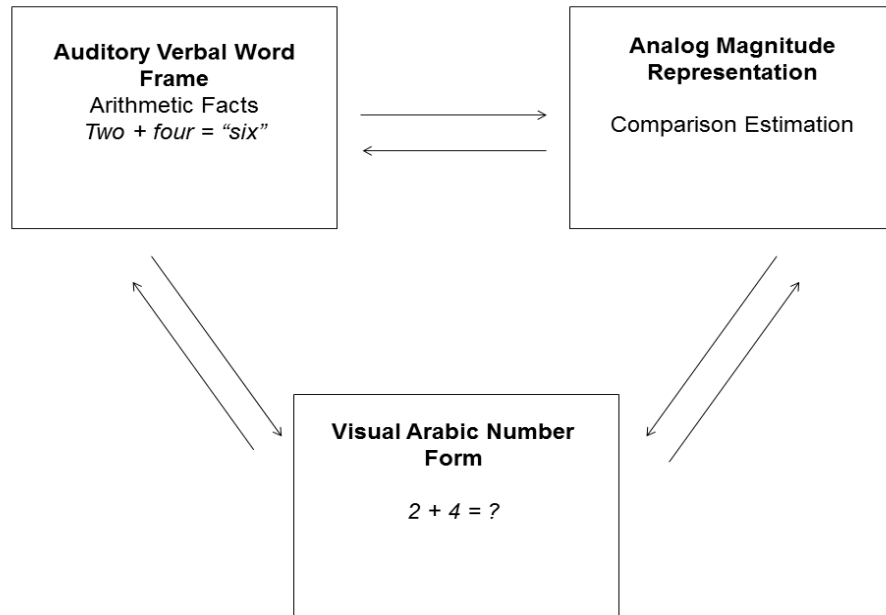 Auditory Verbal Word
Frame
Arithmetic Facts
Two + four = “six”
Analog Magnitude
Representation
Comparison Estimation
Visual Arabic Number
Form
2 + 4 = ?